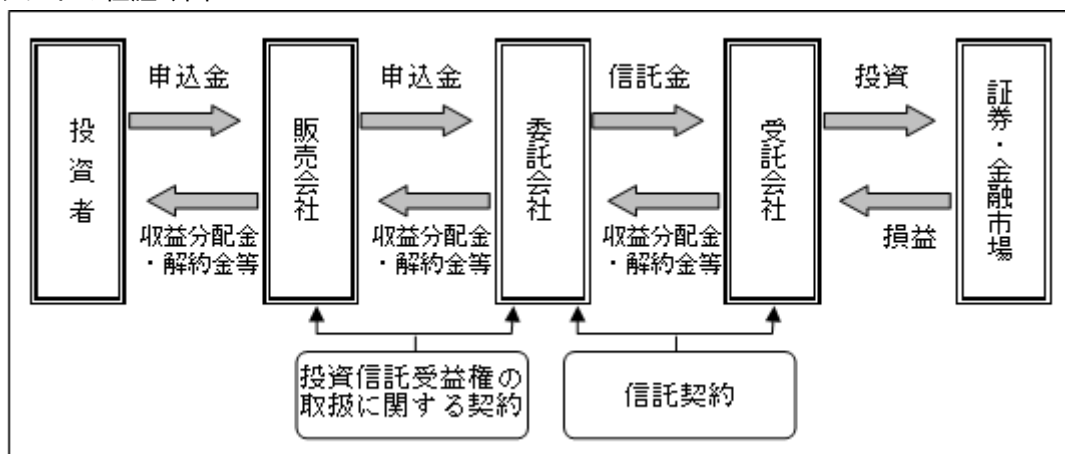 申込金
申込金
信託金
投資
投資者
販売会社
委託会社
受託会社
証券・金融市場
収益分配金
・解約金等
収益分配金
・解約金等
収益分配金
・解約金等
損益
投資信託受益権の
取扱に関する契約
信託契約